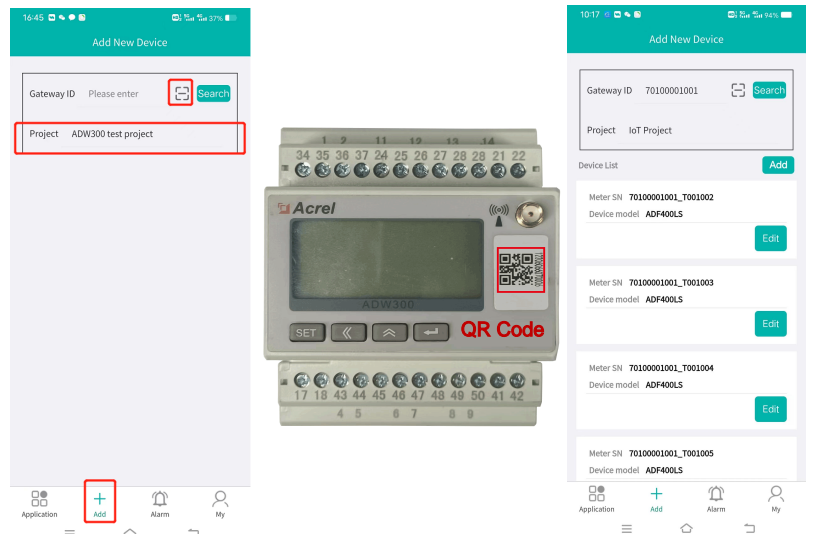 16:45 37%
Add New Device
Gateway ID Please enter Search
Project ADW300 test project
Application Add Alarm My
1 2 11 12 13 14
34 35 36 37 24 25 26 27 28 28 21 22
Acrel
ADW300
SET
QR Code
17 18 43 44 45 46 47 48 49 50 41 42
4 5 6 7 8 9
10:17 94%
Add New Device
Gateway ID 70100001001 Search
Project IoT Project
Device List Add
Meter SN 70100001001_T001002
Device model ADF400LS
Edit
Meter SN 70100001001_T001003
Device model ADF400LS
Edit
Meter SN 70100001001_T001004
Device model ADF400LS
Edit
Meter SN 70100001001_T001005
Device model ADF400LS
Application Add Alarm My